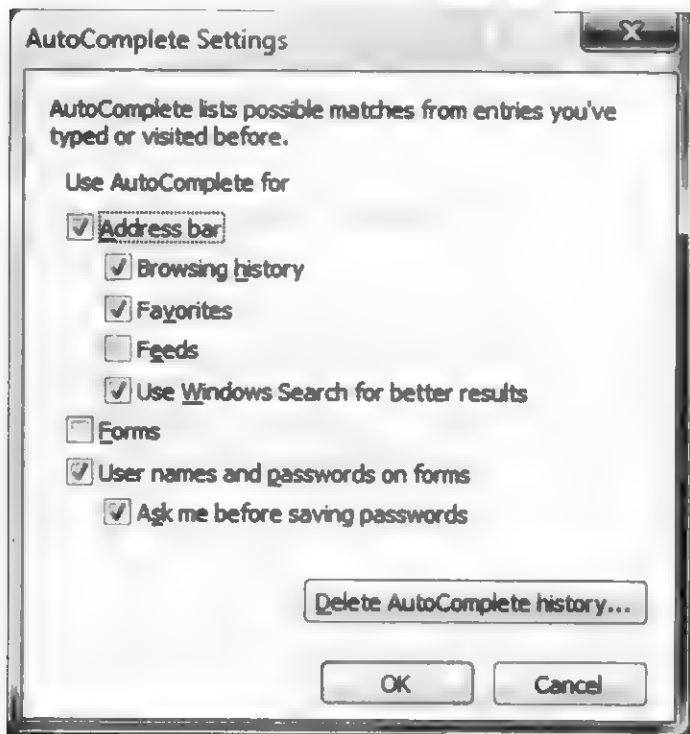 AutoComplete Settings
AutoComplete lists possible matches from entries you've
typed or visited before.
Use AutoComplete for
Address bar
Browsing history
Favorites
Feeds
Use Windows Search for better results
Forms
User names and passwords on forms
Ask me before saving passwords
Delete AutoComplete history...
OK
Cancel